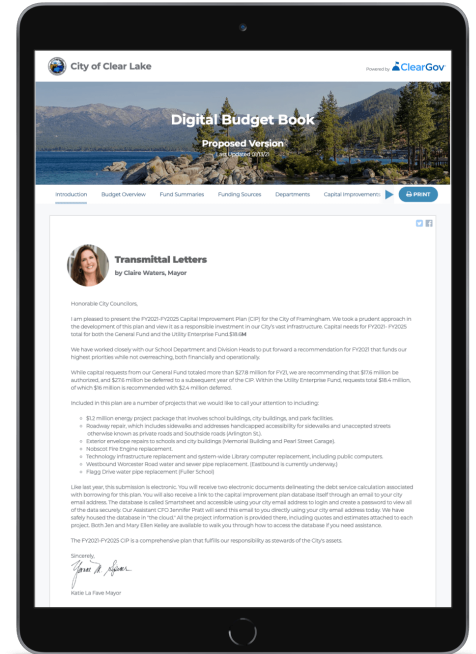 City of Clear Lake
Powered by ClearGov
Digital Budget Book
Proposed Version
Last Updated
Introduction Budget Overview Fund Summaries Funding Sources Departments Capital Improvements PRINT
Transmittal Letters
by Claire Waters, Mayor
Honorable City Councilors,
I am pleased to present the FY2021-FY2025 Capital Improvement Plan (CIP) for the City of Framingham. We took a prudent approach in
the development of this plan and view it as a responsible investment in our City's vast infrastructure. Capital needs for FY2021- FY2025
total for both the General Fund and the Utility Enterprise Fund
We have worked closely with our School Department and Division Heads to put forward a recommendation for FY2021 that funds our
highest priorities while not overreaching, both financially and operationally.
While capital requests from our General Fund totaled more than $27.8 million for FY21, we are recommending that $17.6 million be
authorized, and $27.6 million be deferred to a subsequent year of the CIP. Within the Utility Enterprise Fund, requests total $18.4 million,
of which $16 million is recommended with $2.4 million deferred.
Included in this plan are a number of projects that we would like to call your attention to including:
$1.2 million energy project package that involves school buildings, city buildings, and park facilities.
Roadway repair, which includes sidewalks and addresses handicapped accessibility for sidewalks and unaccepted streets
otherwise known as private roads and Southside roads (Arlington St.).
Exterior envelope repairs to schools and city buildings (Memorial Building and Pearl Street Garage).
Nobscot Fire Engine replacement.
Technology infrastructure replacement and system-wide Library computer replacement, including public computers.
Westbound Worcester Road water and sewer pipe replacement. (Eastbound is currently underway.)
Flagg Drive water pipe replacement (Fuller School)
Like last year, this submission is electronic. You will receive two electronic documents delineating the debt service calculation associated
with borrowing for this plan. You will also receive a link to the capital improvement plan database itself through an email to your city
email address. The database is called Smartsheet and accessible using your city email address to login and create a password to view all
of the data securely. Our Assistant CFO Jennifer Pratt will send this email to you directly using your city email address today. We have
safely housed the database in "the cloud." All the project information is provided there, including quotes and estimates attached to each
project. Both Jen and Mary Ellen Kelley are available to walk you through how to access the database if you need assistance.
The FY2021-FY2025 CIP is a comprehensive plan that fulfills our responsibility as stewards of the City's assets.
Sincerely,
Katie La Fave Mayor